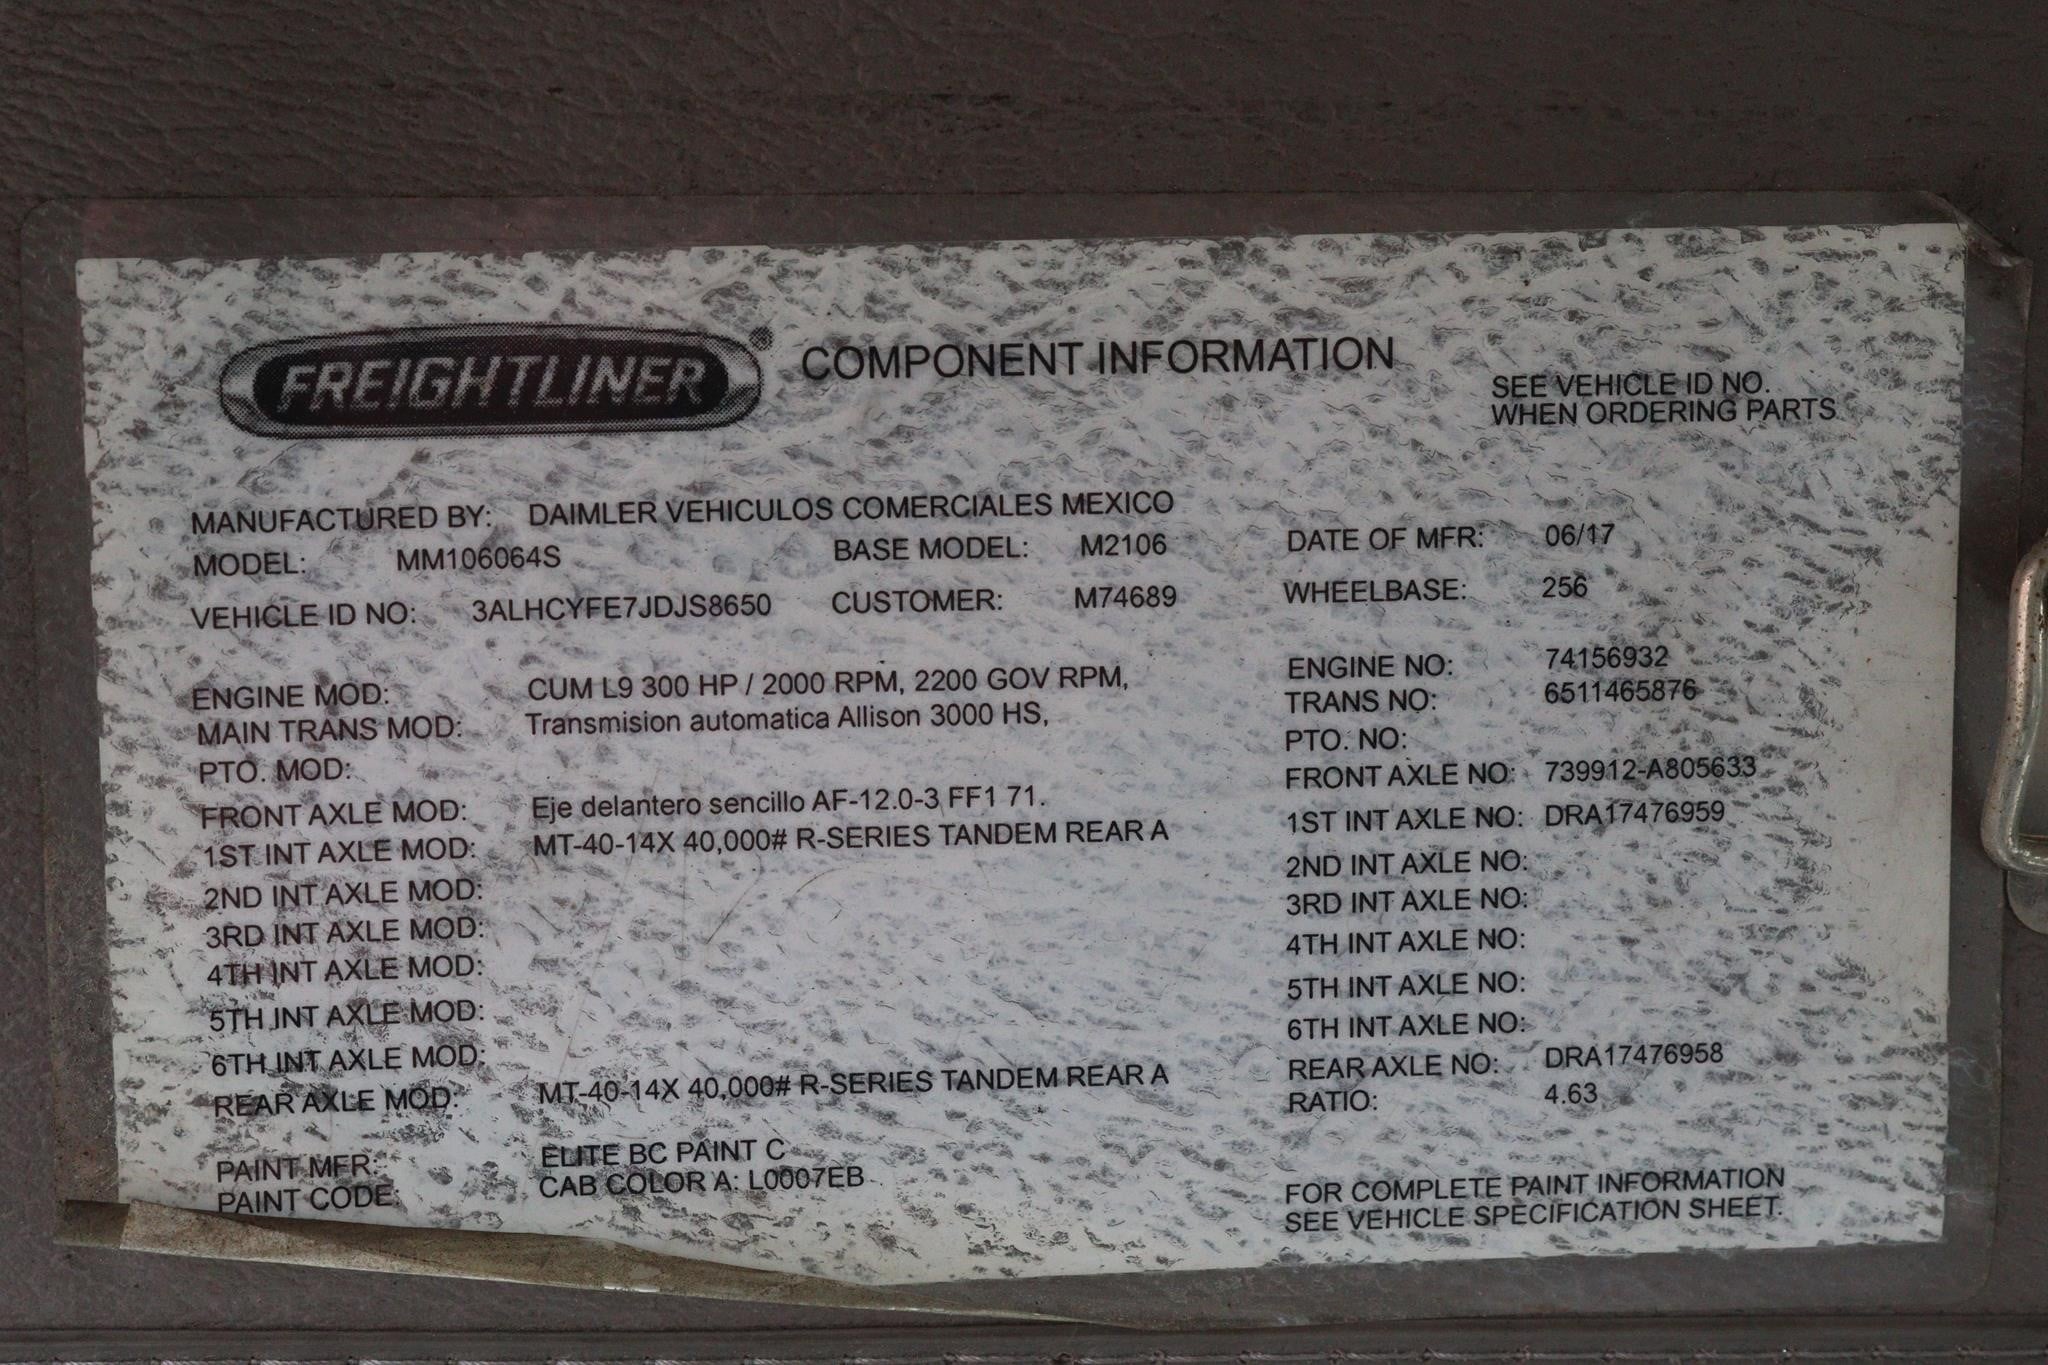 FREIGHTLINER®
COMPONENT INFORMATION
SEE VEHICLE ID NO.
WHEN ORDERING PARTS
MANUFACTURED BY: DAIMLER VEHICULOS COMERCIALES MEXICO
MODEL: MM106064S BASE MODEL: M2106 DATE OF MFR: 06/17
VEHICLE ID NO: 3ALHCYFE7JDJS8650 CUSTOMER: M74689 WHEELBASE: 256
ENGINE MOD: CUM L9 300 HP / 2000 RPM, 2200 GOV RPM, ENGINE NO: 74156932
MAIN TRANS MOD: Transmision automatica Allison 3000 HS, TRANS NO: 6511465876
PTO. MOD: PTO. NO:
FRONT AXLE MOD: Eje delantero sencillo AF-12.0-3 FF1 71. FRONT AXLE NO: 739912-A805633
1ST INT AXLE MOD: MT-40-14X 40,000# R-SERIES TANDEM REAR A 1ST INT AXLE NO: DRA17476959
2ND INT AXLE MOD: 2ND INT AXLE NO:
3RD INT AXLE MOD: 3RD INT AXLE NO:
4TH INT AXLE MOD: 4TH INT AXLE NO:
5TH INT AXLE MOD: 5TH INT AXLE NO:
6TH INT AXLE MOD: 6TH INT AXLE NO:
REAR AXLE MOD: MT-40-14X 40,000# R-SERIES TANDEM REAR A REAR AXLE NO: DRA17476958
RATIO: 4.63
PAINT MFR: ELITE BC PAINT C
PAINT CODE: CAB COLOR A: L0007EB
FOR COMPLETE PAINT INFORMATION
SEE VEHICLE SPECIFICATION SHEET.